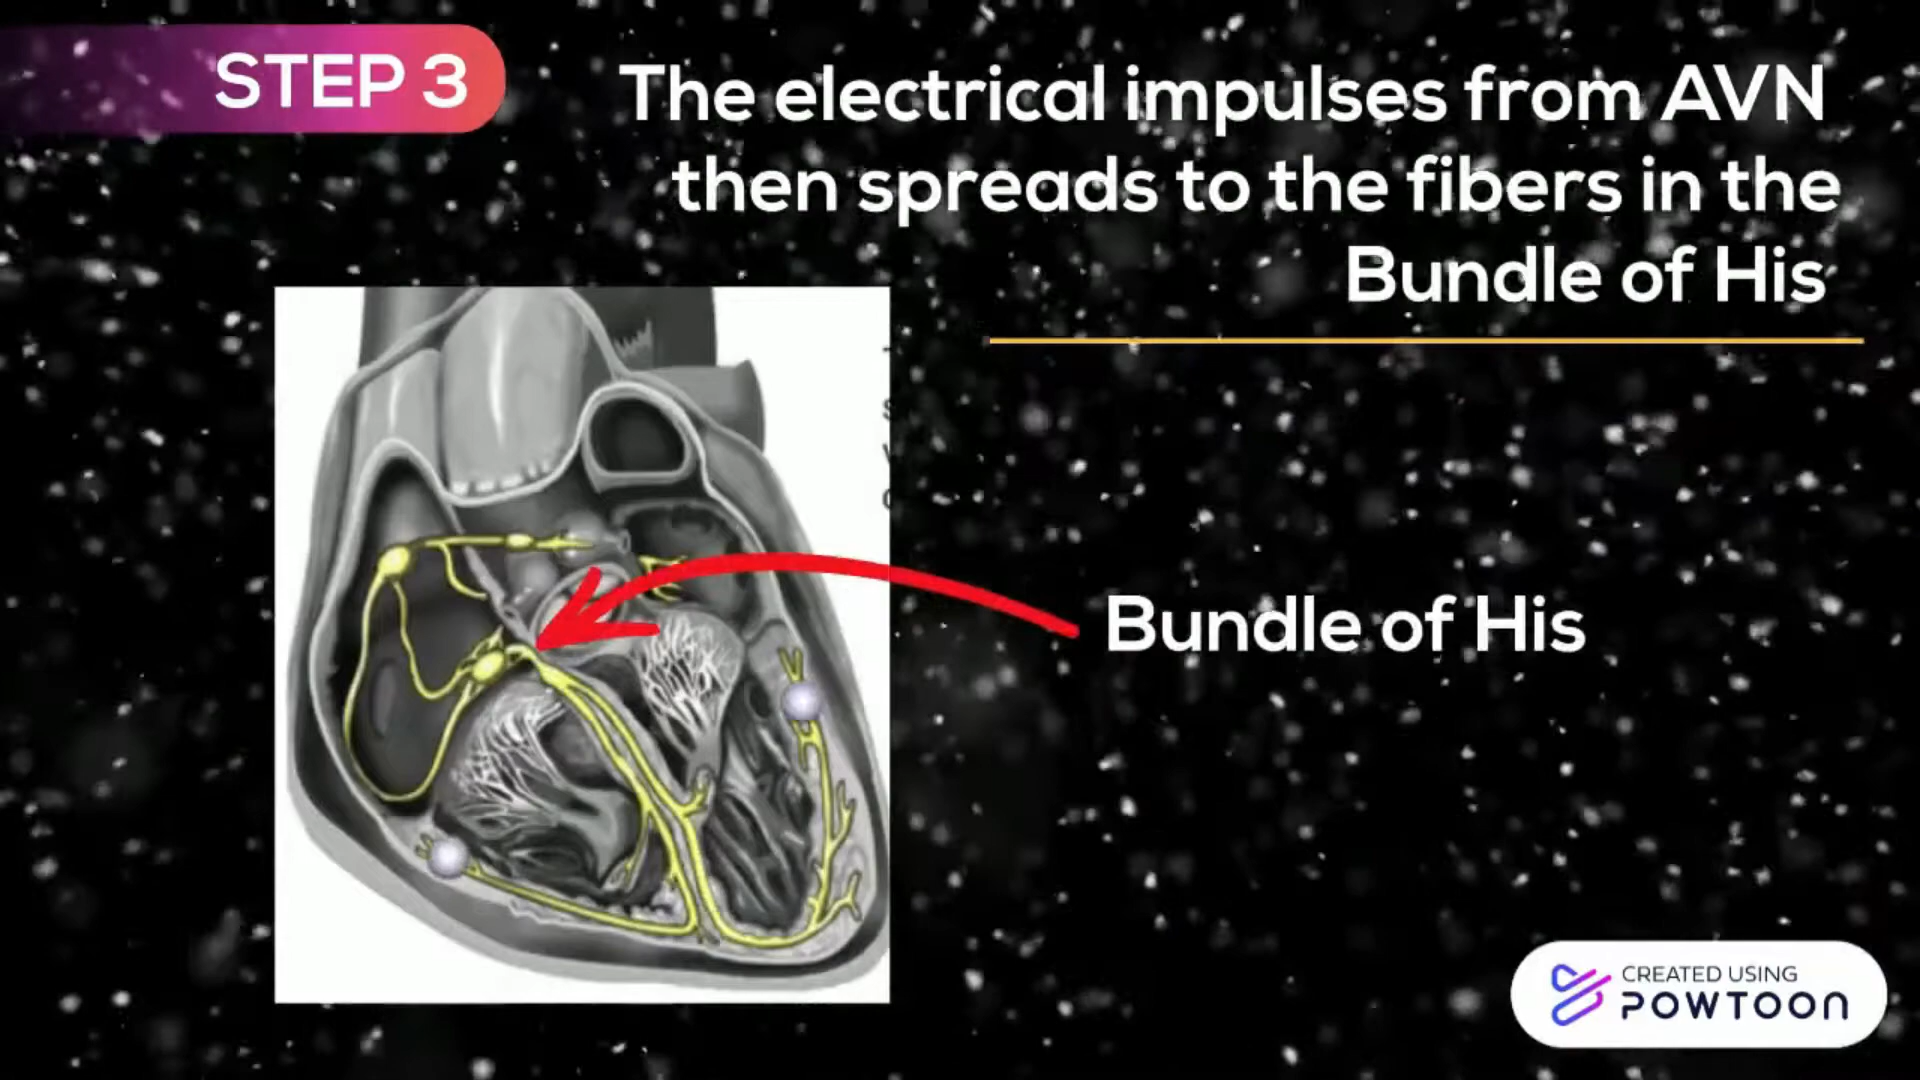 STEP 3
The electrical impulses from AVN
then spreads to the fibers in the
Bundle of His
Bundle of His
CREATED USING
POWTOON